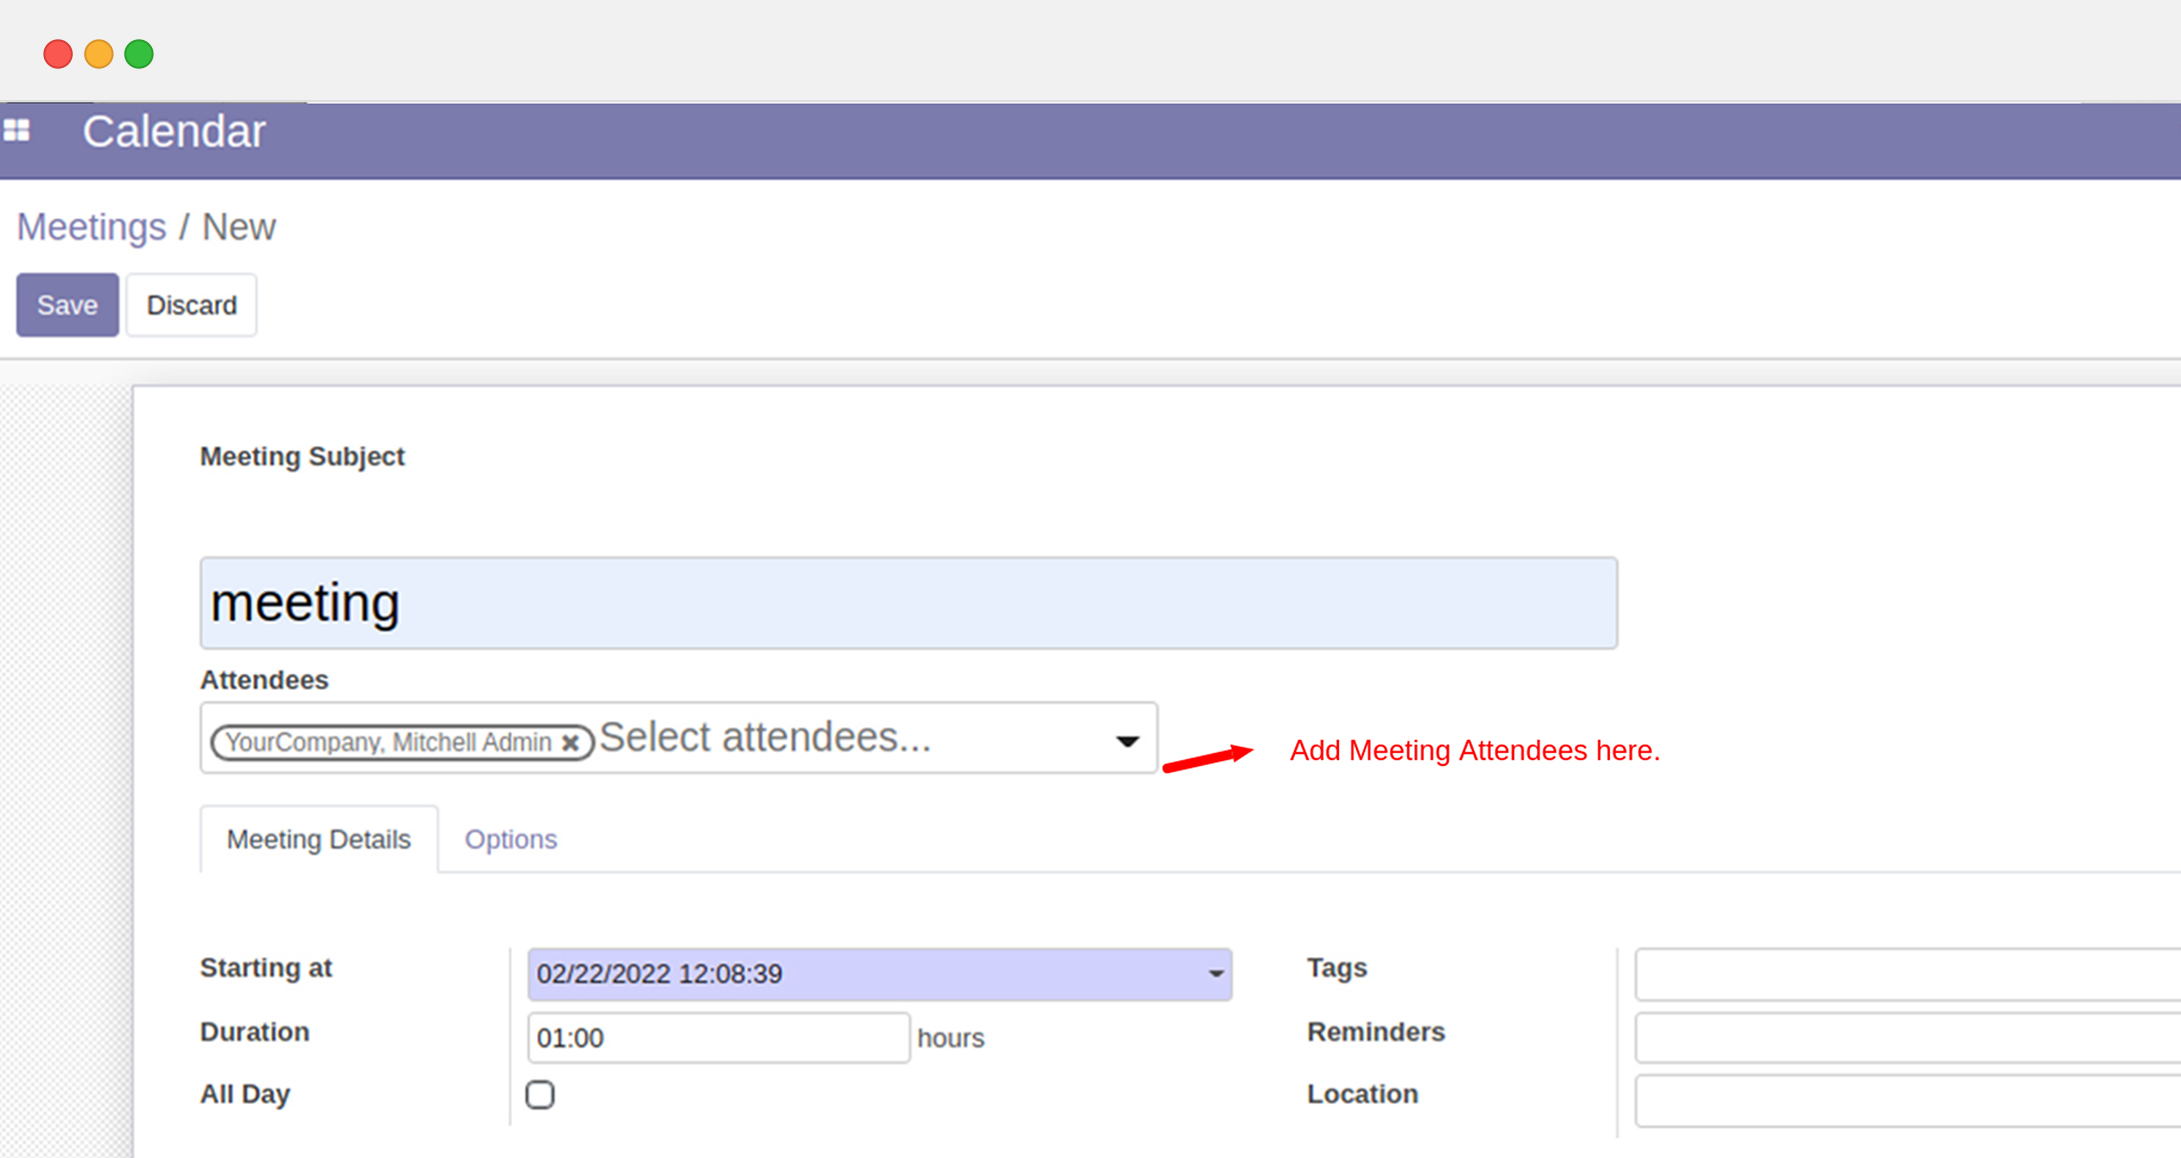 Calendar
Meetings / New
Save Discard
Meeting Subject
meeting
Attendees
YourCompany, Mitchell Admin Select attendees...
Add Meeting Attendees here.
Meeting Details Options
Starting at 02/22/2022 12:08:39 Tags
Duration 01:00 hours Reminders
All Day Location